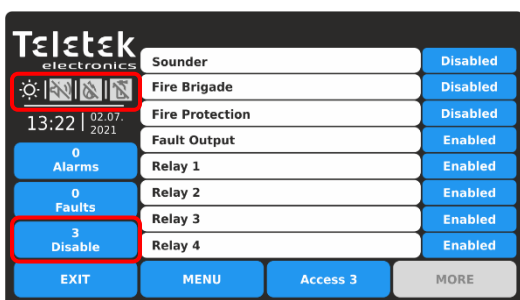 Teletek
electronics
13:22 | 02.07.
2021
0
Alarms
0
Faults
3
Disable
EXIT
Sounder Disabled
Fire Brigade Disabled
Fire Protection Disabled
Fault Output Enabled
Relay 1 Enabled
Relay 2 Enabled
Relay 3 Enabled
Relay 4 Enabled
MENU
Access 3
MORE